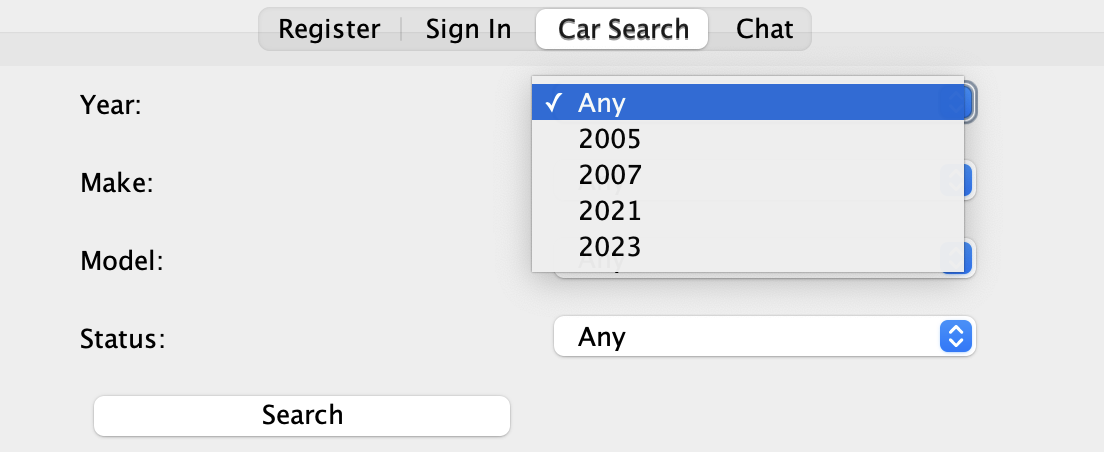 Register Sign In Car Search Chat
Year: ✓ Any
2005
2007
Make:
2021
2023
Model:
Status: Any
Search